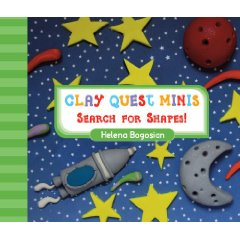 CLAY QUEST MINIS
SEARCH FOR SHAPES!
Helena Bogosian